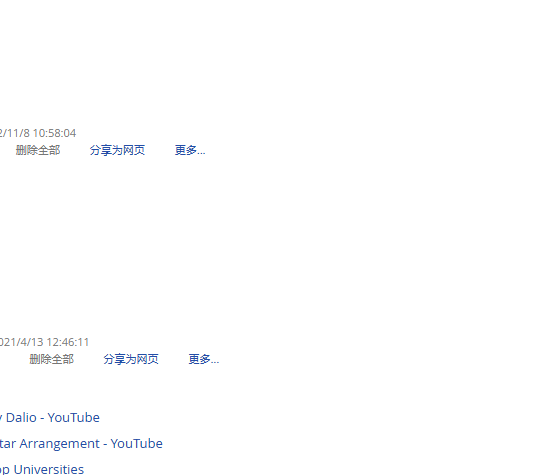 2/11/8 10:58:04
删除全部 分享为网页 更多...
021/4/13 12:46:11
删除全部 分享为网页 更多...
y Dalio - YouTube
tar Arrangement - YouTube
op Universities